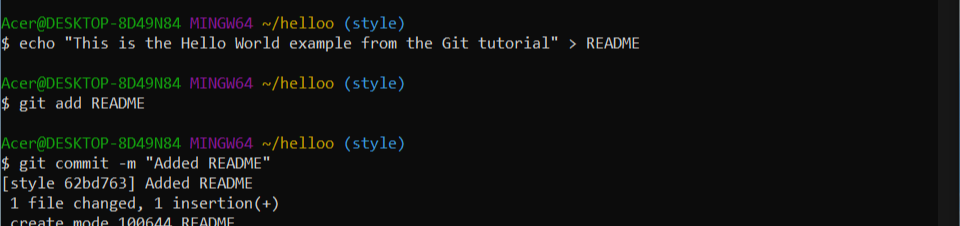 Acer@DESKTOP-8D49N84 MINGW64 ~/helloo (style)
$ echo "This is the Hello World example from the Git tutorial" > README
Acer@DESKTOP-8D49N84 MINGW64 ~/helloo (style)
$ git add README
Acer@DESKTOP-8D49N84 MINGW64 ~/helloo (style)
$ git commit -m "Added README"
[style 62bd763] Added README
 1 file changed, 1 insertion(+)
 create mode 100644 README